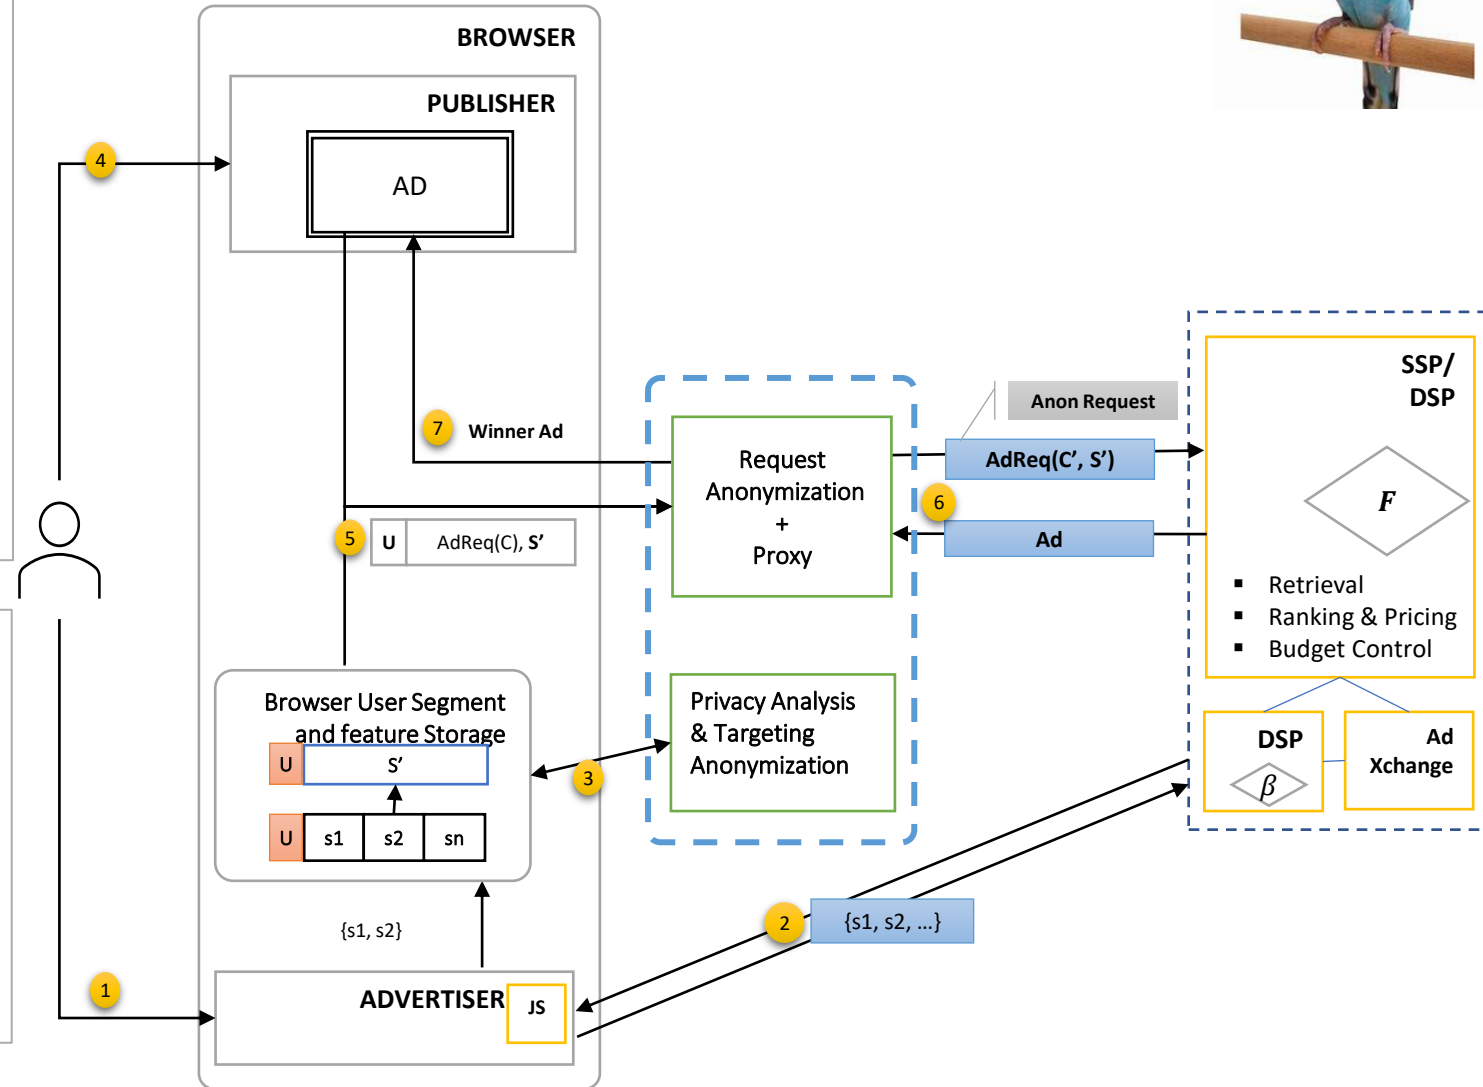 BROWSER
PUBLISHER
AD
4
7
Winner Ad
5
U
AdReq(C), S’
Request
Anonymization
+
Proxy
Anon Request
AdReq(C’, S’)
6
Ad
SSP/
DSP
F
▪ Retrieval
▪ Ranking & Pricing
▪ Budget Control
DSP
β
Ad
Xchange
Browser User Segment
and feature Storage
U
S’
U
s1
s2
sn
3
Privacy Analysis
& Targeting
Anonymization
{s1, s2}
2
{s1, s2, …}
1
ADVERTISER
JS